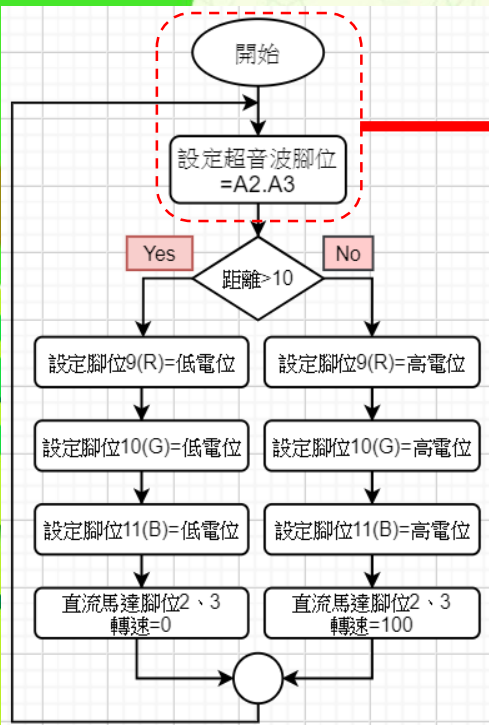 開始
設定超音波腳位
=A2.A3
Yes
No
距離>10
設定腳位9(R)=低電位
設定腳位9(R)=高電位
設定腳位10(G)=低電位
設定腳位10(G)=高電位
設定腳位11(B)=低電位
設定腳位11(B)=高電位
直流馬達腳位2、3
轉速=0
直流馬達腳位2、3
轉速=100